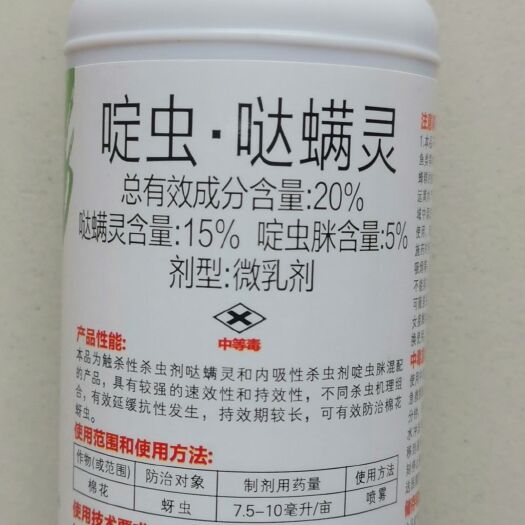 啶虫·哒螨灵
总有效成分含量:20%
哒螨灵含量:15% 啶虫脒含量:5%
剂型:微乳剂
中等毒
产品性能:
本品为触杀性杀虫剂哒螨灵和内吸性杀虫剂啶虫脒混配
的产品，具有较强的速效性和持效性，不同杀虫机理组
合，有效延缓抗性发生，持效期较长，可有效防治棉花
蚜虫。
使用范围和使用方法:
作物(或范围) 防治对象 制剂用药量 使用方法
棉花 蚜虫 7.5-10毫升/亩 喷雾
使用技术要